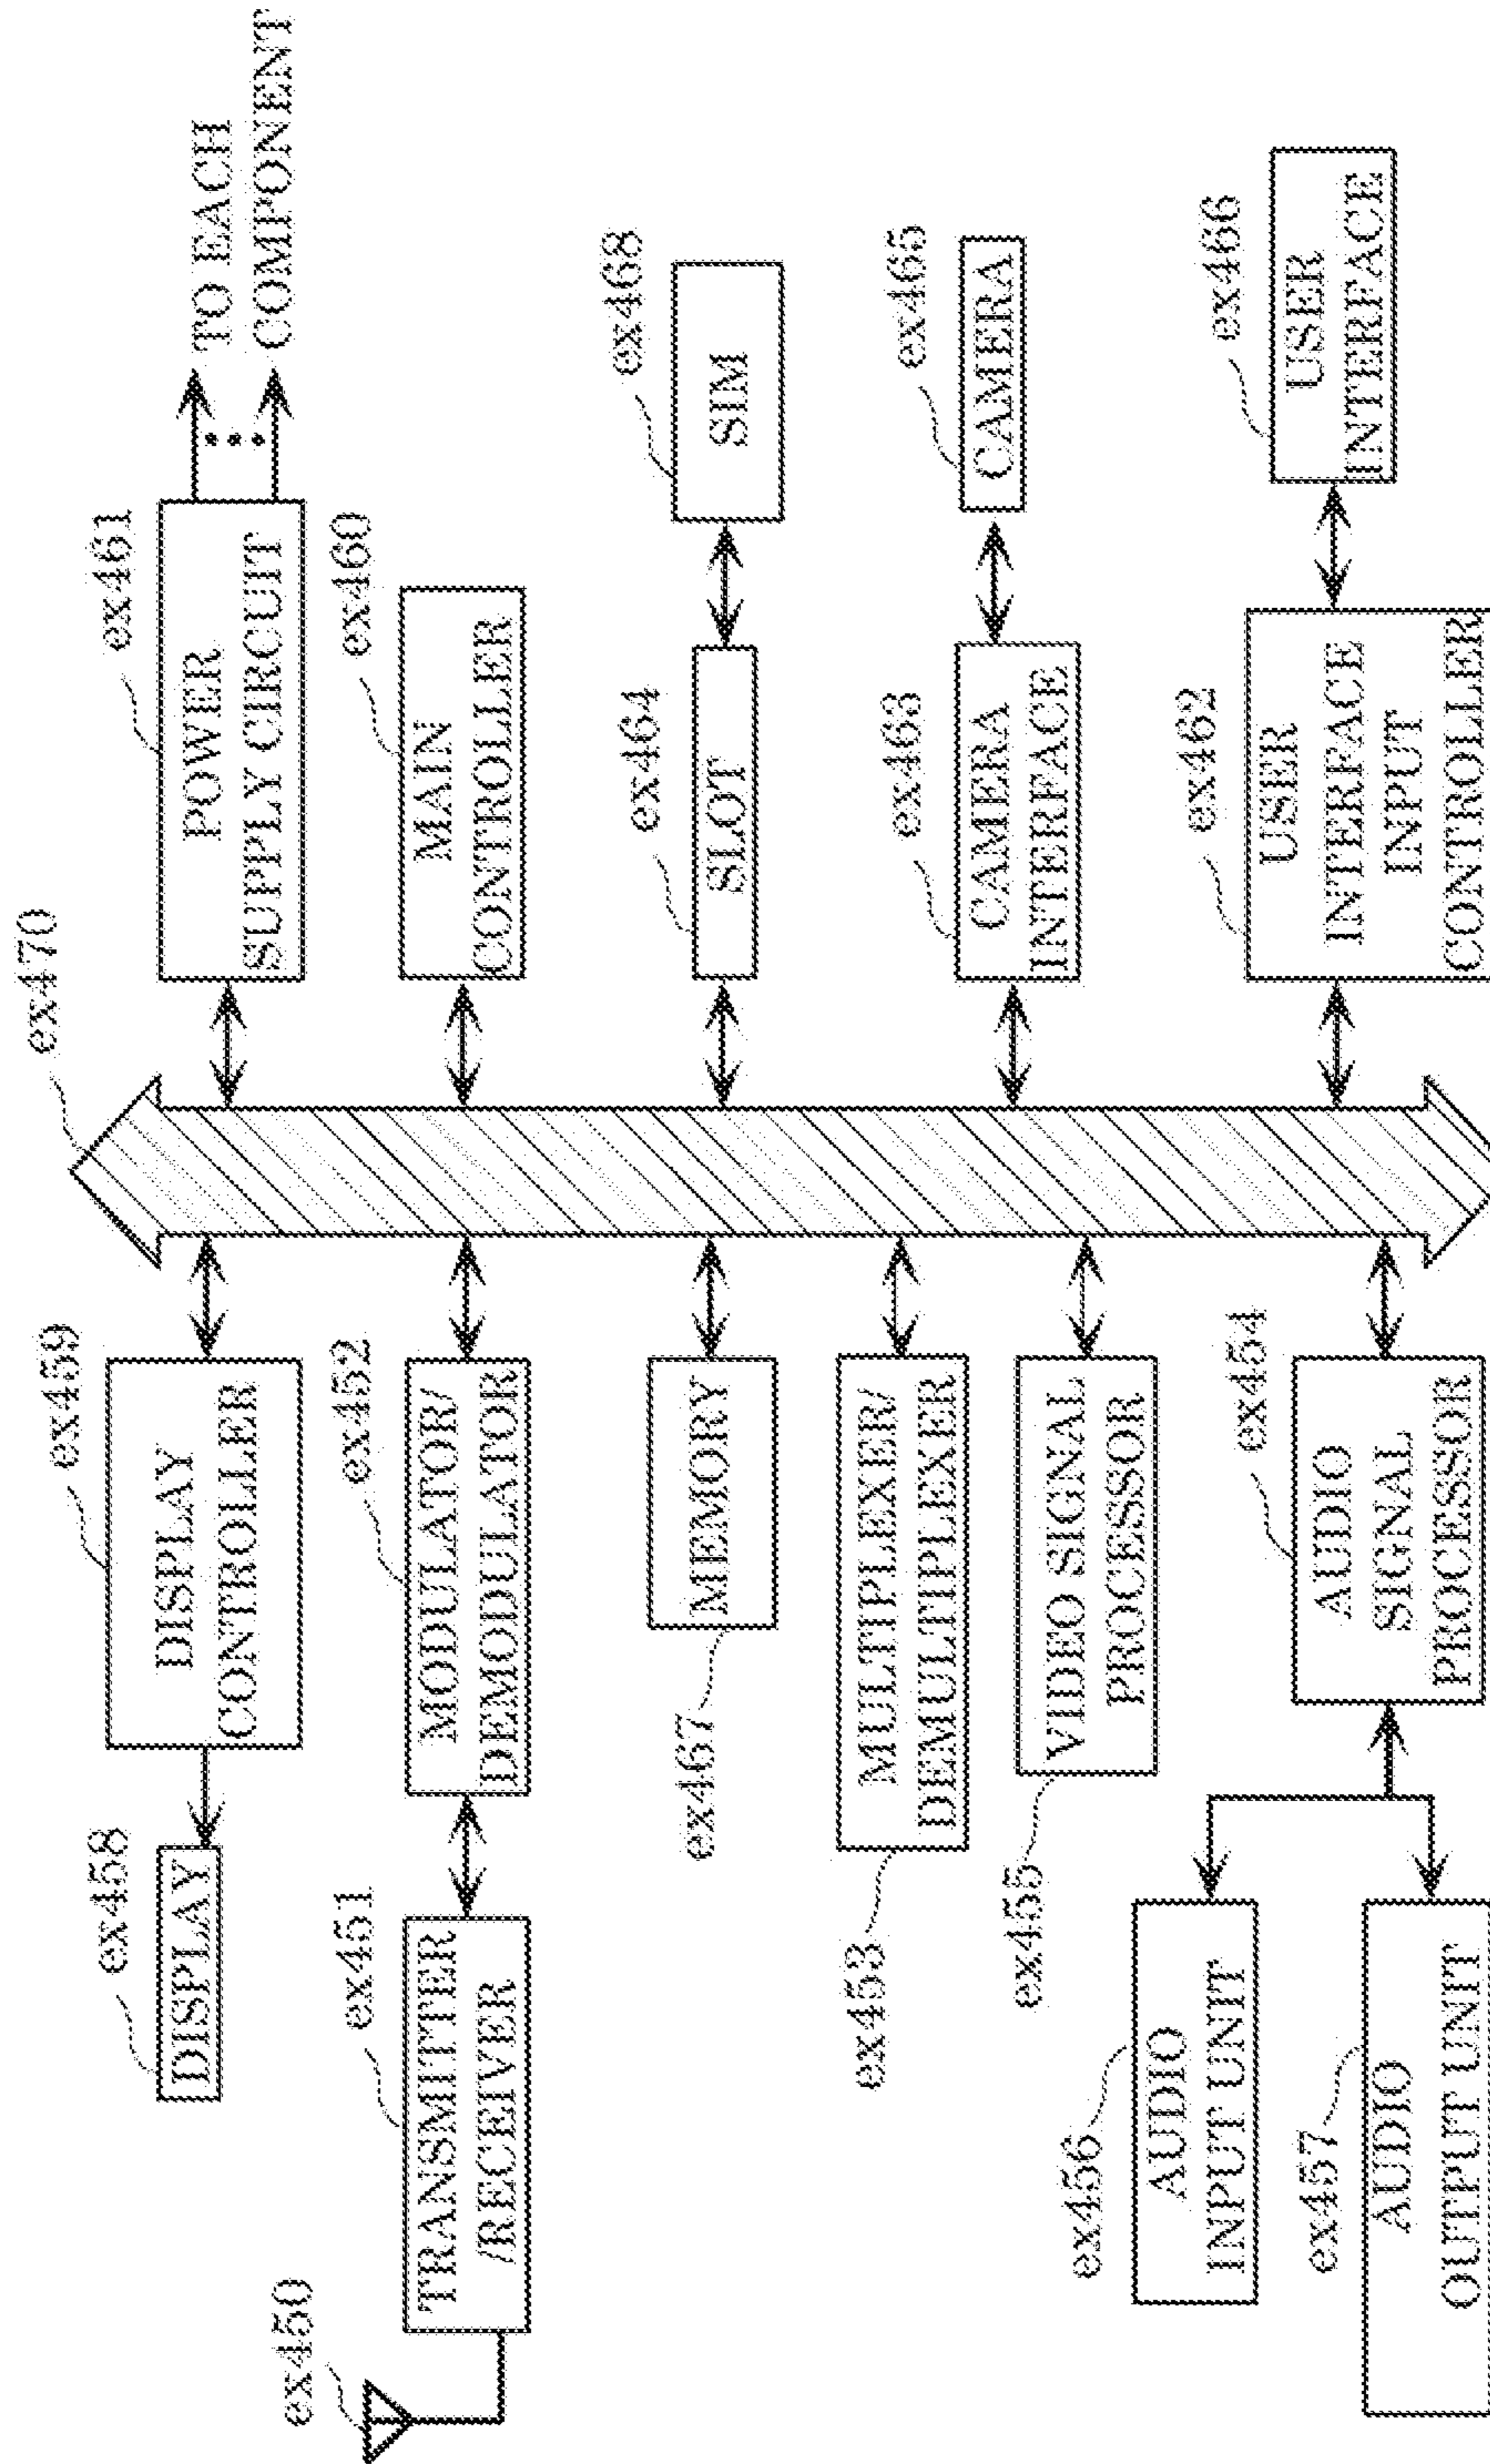 ex470
ex459
DISPLAY
CONTROLLER
ex458
DISPLAY
ex461
POWER
SUPPLY CIRCUIT
TO EACH
COMPONENT
ex450
ex451
TRANSMITTER
/RECEIVER
ex452
MODULATOR/
DEMODULATOR
ex460
MAIN
CONTROLLER
ex467
MEMORY
ex464
SLOT
ex468
SIM
ex453
MULTIPLEXER/
DEMULTIPLEXER
ex455
VIDEO SIGNAL
PROCESSOR
ex463
CAMERA
INTERFACE
ex465
CAMERA
ex456
AUDIO
INPUT UNIT
ex457
AUDIO
OUTPUT UNIT
ex454
AUDIO
SIGNAL
PROCESSOR
ex462
USER
INTERFACE
INPUT
CONTROLLER
ex466
USER
INTERFACE